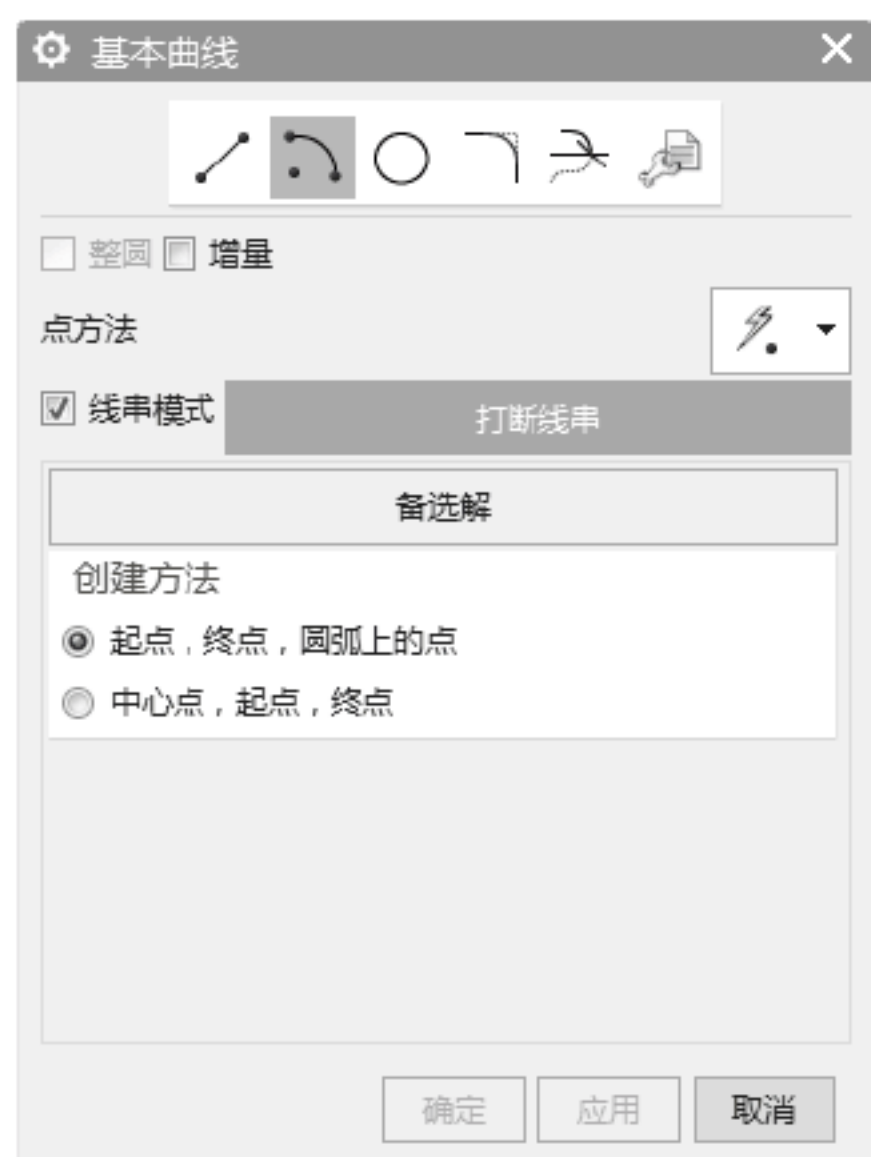 基本曲线
整圆 增量
点方法
线串模式 打断线串
备选解
创建方法
起点，终点，圆弧上的点
中心点，起点，终点
确定 应用 取消